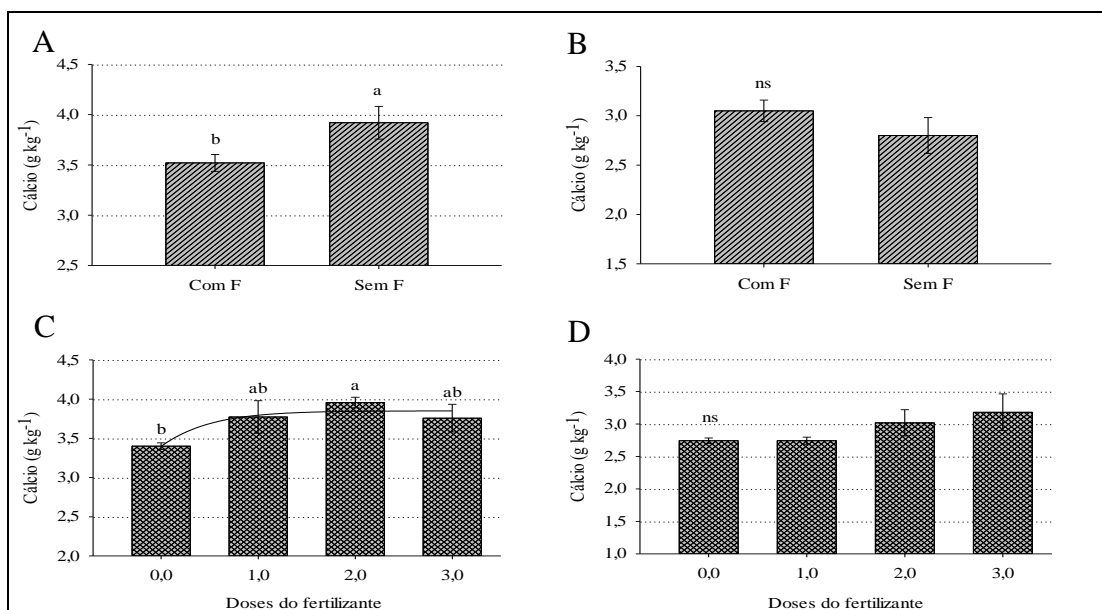 A
Cálcio (g kg-1)
4,5
4,0
3,5
3,0
2,5
b
a
Com F
Sem F
B
Cálcio (g kg-1)
3,5
3,0
2,5
2,0
1,5
ns
Com F
Sem F
C
Cálcio (g kg-1)
4,5
4,0
3,5
3,0
2,5
2,0
b
ab
a
ab
0,0 1,0 2,0 3,0
Doses do fertilizante
D
Cálcio (g kg-1)
4,0
3,5
3,0
2,5
2,0
1,5
1,0
ns
0,0 1,0 2,0 3,0
Doses do fertilizante